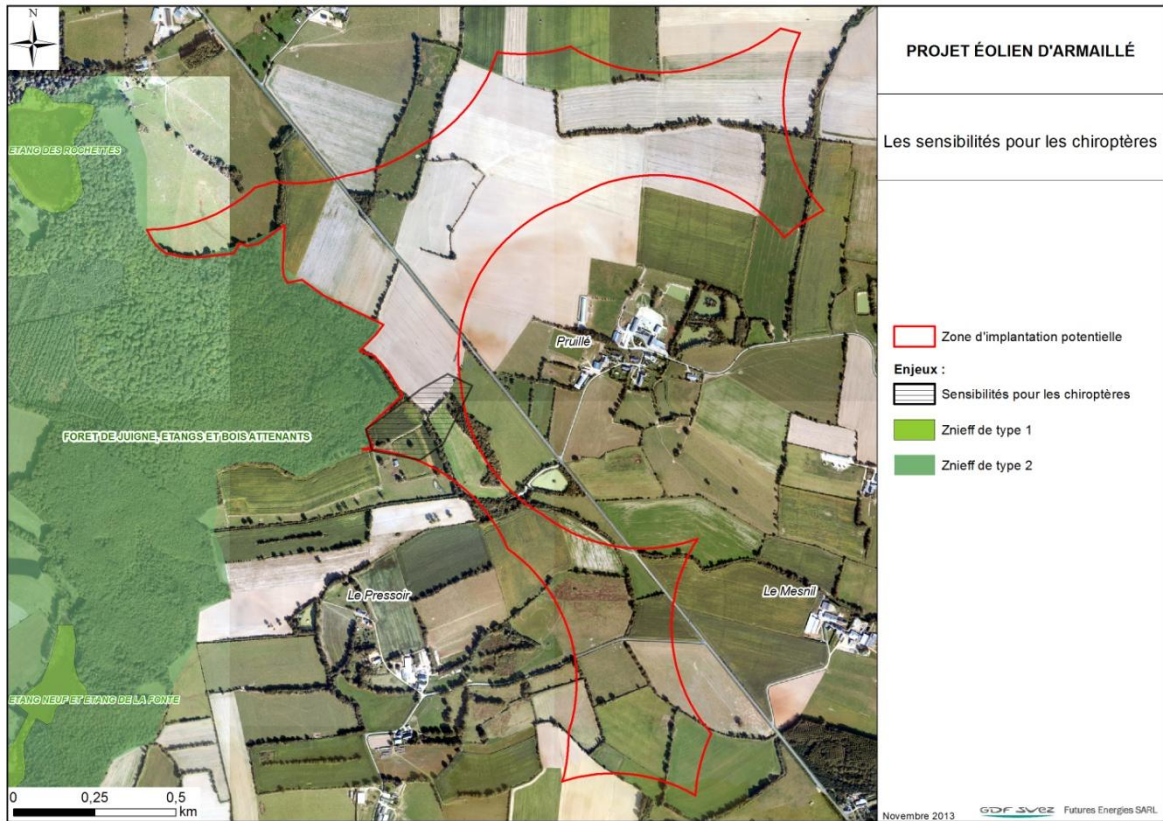 N
PROJET ÉOLIEN D'ARMAILLÉ
Les sensibilités pour les chiroptères
ETANG DES ROCHETTES
Pruillé
FORET DE JUIGNE, ETANGS ET BOIS ATTENANTS
Le Pressoir
Le Mesnil
ETANG NEUF ET ETANG DE LA FONTE
0 0,25 0,5
km
Zone d'implantation potentielle
Enjeux :
Sensibilités pour les chiroptères
Znieff de type 1
Znieff de type 2
Novembre 2013
GDF SUEZ Futures Energies SARL